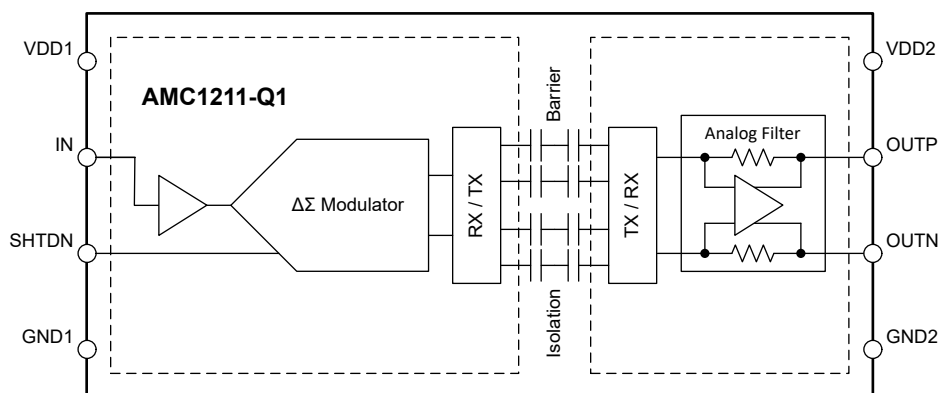 VDD1
VDD2
AMC1211-Q1
Barrier
IN
Analog Filter
OUTP
ΔΣ Modulator
RX / TX
TX / RX
SHTDN
OUTN
Isolation
GND1
GND2